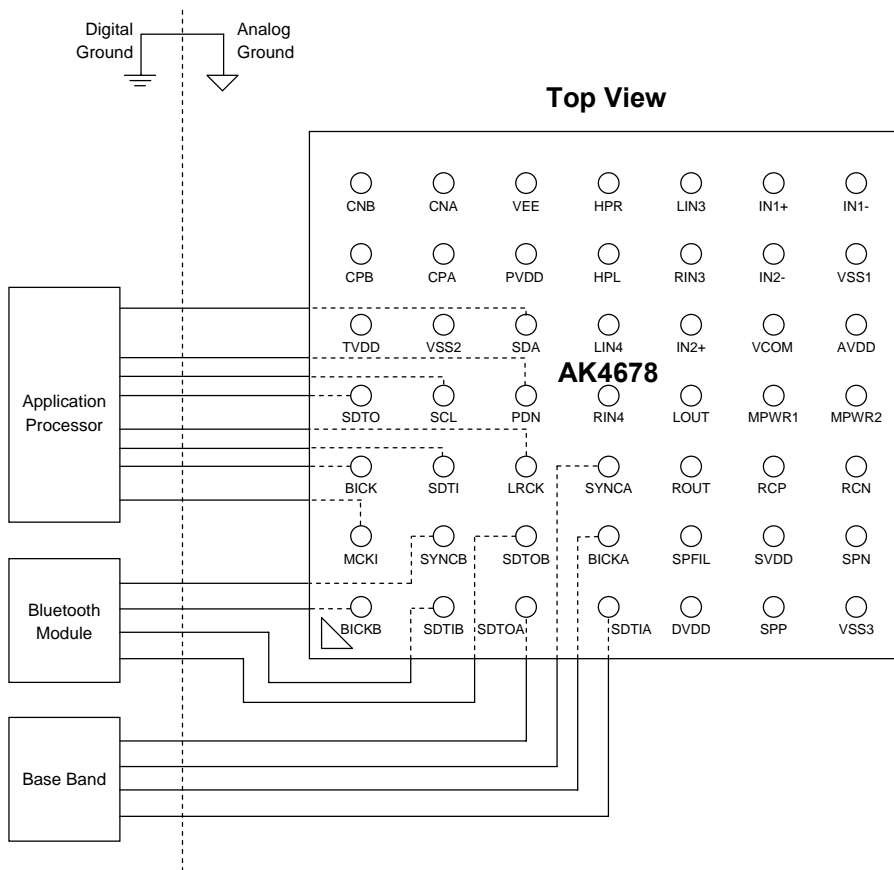 Digital
Ground
Analog
Ground
Top View
CNB CNA VEE HPR LIN3 IN1+ IN1-
CPB CPA PVDD HPL RIN3 IN2- VSS1
TVDD VSS2 SDA LIN4 IN2+ VCOM AVDD
AK4678
Application
Processor
SDTO SCL PDN RIN4 LOUT MPWR1 MPWR2
BICK SDTI LRCK SYNCA ROUT RCP RCN
MCKI SYNCB SDTOB BICKA SPFIL SVDD SPN
Bluetooth
Module
BICKB SDTIB SDTOA SDTIA DVDD SPP VSS3
Base Band